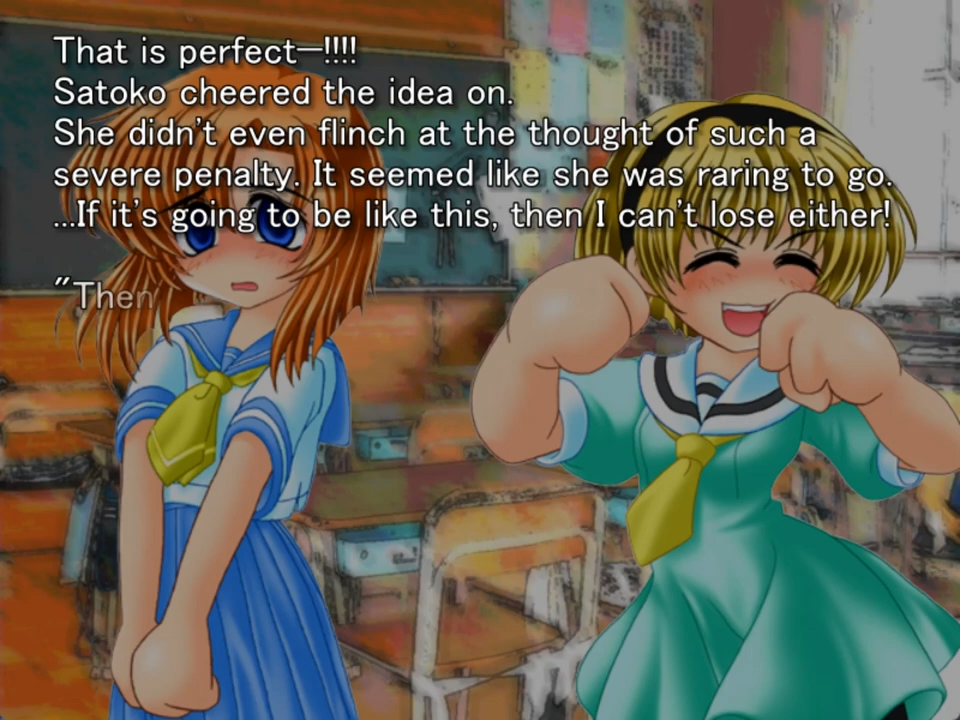 That is perfect—!!!!
Satoko cheered the idea on.
She didn't even flinch at the thought of such a
severe penalty. It seemed like she was raring to go.
...If it's going to be like this, then I can't lose either!
"Then